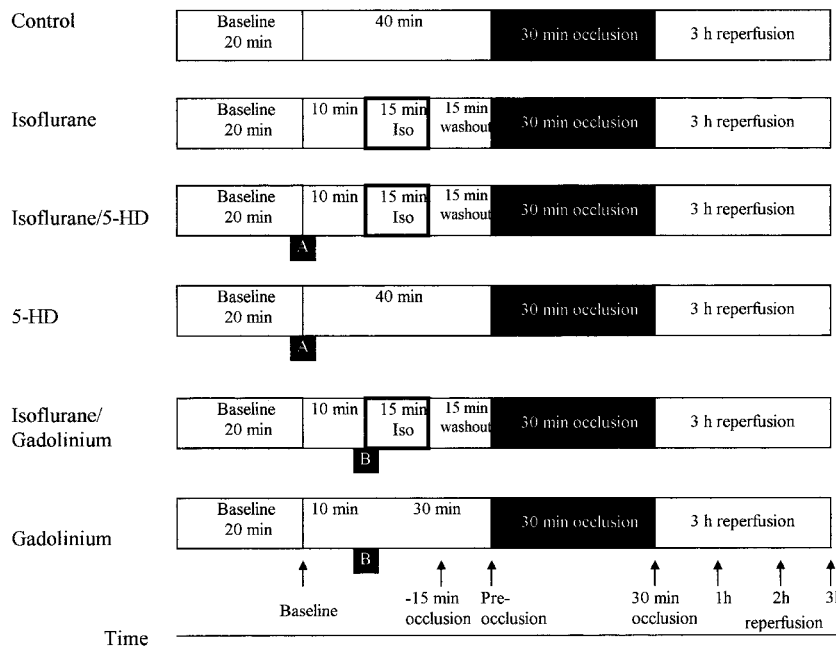 Control
Baseline
20 min
40 min
30 min occlusion
3 h reperfusion
Isoflurane
Baseline
20 min
10 min
15 min
Iso
15 min
washout
30 min occlusion
3 h reperfusion
Isoflurane/5-HD
Baseline
20 min
10 min
15 min
Iso
15 min
washout
30 min occlusion
3 h reperfusion
A
5-HD
Baseline
20 min
40 min
30 min occlusion
3 h reperfusion
A
Isoflurane/
Gadolinium
Baseline
20 min
10 min
15 min
Iso
15 min
washout
30 min occlusion
3 h reperfusion
B
Gadolinium
Baseline
20 min
10 min
30 min
30 min occlusion
3 h reperfusion
B
Baseline
-15 min
occlusion
Pre-
occlusion
30 min
occlusion
1h
2h
3h
reperfusion
Time